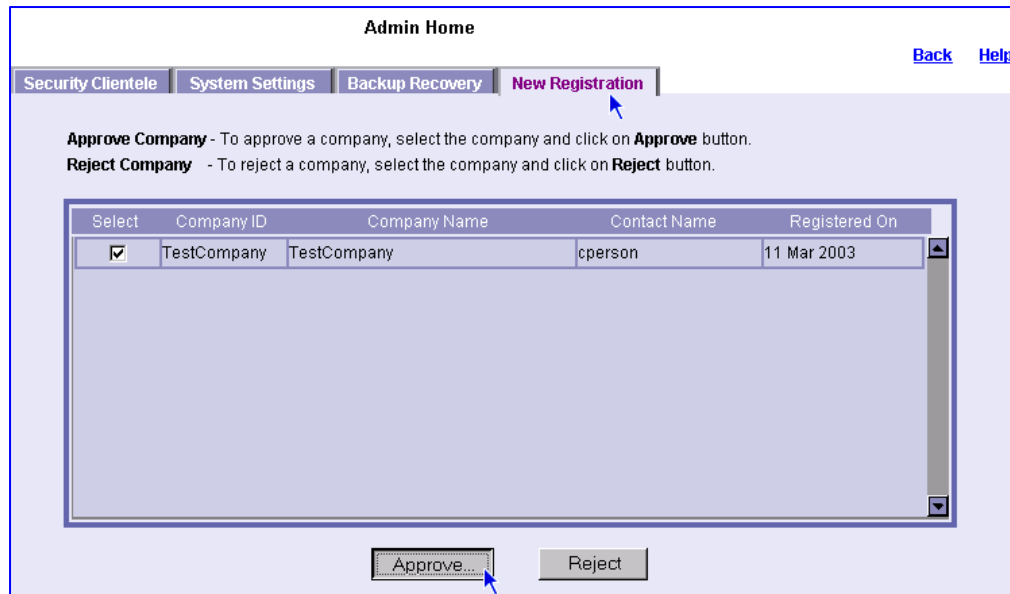 Admin Home
Back Help
Security Clientele System Settings Backup Recovery New Registration
Approve Company - To approve a company, select the company and click on Approve button.
Reject Company - To reject a company, select the company and click on Reject button.
Select Company ID Company Name Contact Name Registered On
TestCompany TestCompany cperson 11 Mar 2003
Approve... Reject